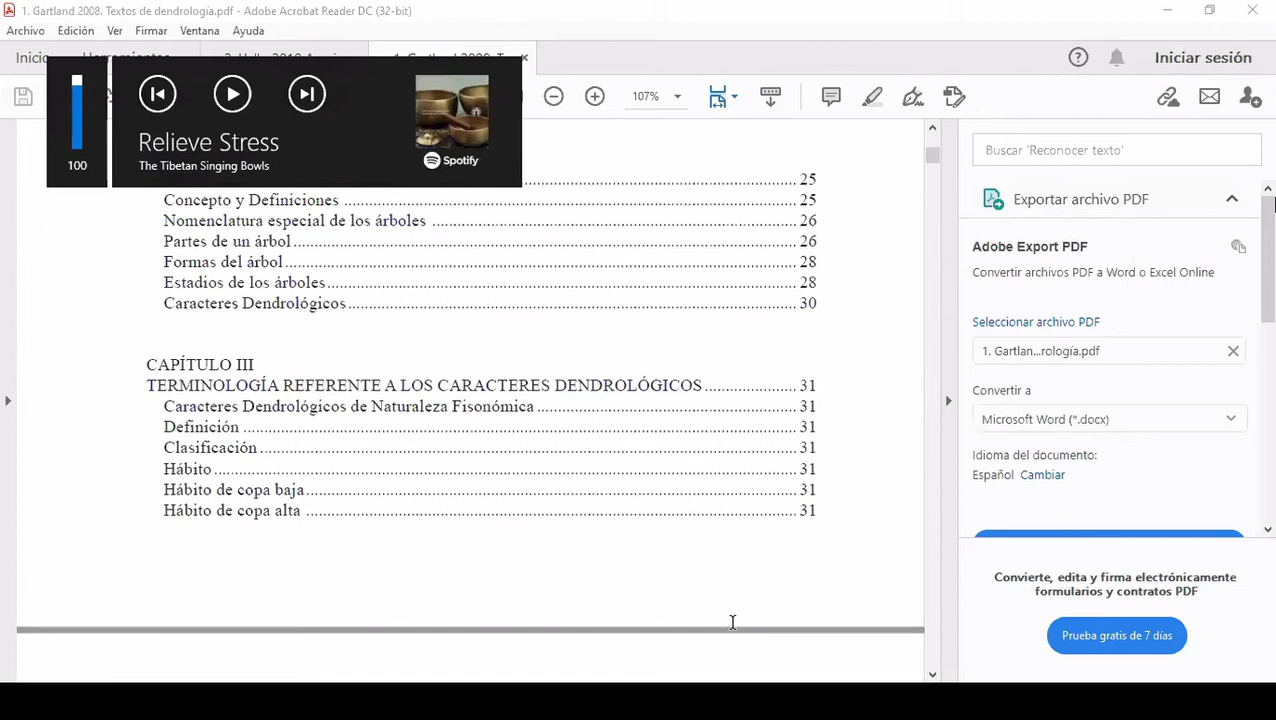 1. Gartland 2008. Textos de dendrología.pdf - Adobe Acrobat Reader DC (32-bit)
Archivo Edición Ver Firmar Ventana Ayuda
Inicio
Iniciar sesión
107%
Relieve Stress
The Tibetan Singing Bowls
Spotify
100
25
Concepto y Definiciones 25
Nomenclatura especial de los árboles 26
Partes de un árbol 26
Formas del árbol 28
Estadios de los árboles 28
Caracteres Dendrológicos 30
CAPÍTULO III
TERMINOLOGÍA REFERENTE A LOS CARACTERES DENDROLÓGICOS 31
Caracteres Dendrológicos de Naturaleza Fisonómica 31
Definición 31
Clasificación 31
Hábito 31
Hábito de copa baja 31
Hábito de copa alta 31
Buscar 'Reconocer texto'
Exportar archivo PDF
Adobe Export PDF
Convertir archivos PDF a Word o Excel Online
Seleccionar archivo PDF
1. Gartlan...rología.pdf
Convertir a
Microsoft Word (*.docx)
Idioma del documento:
Español Cambiar
Convierte, edita y firma electrónicamente
formularios y contratos PDF
Prueba gratis de 7 días